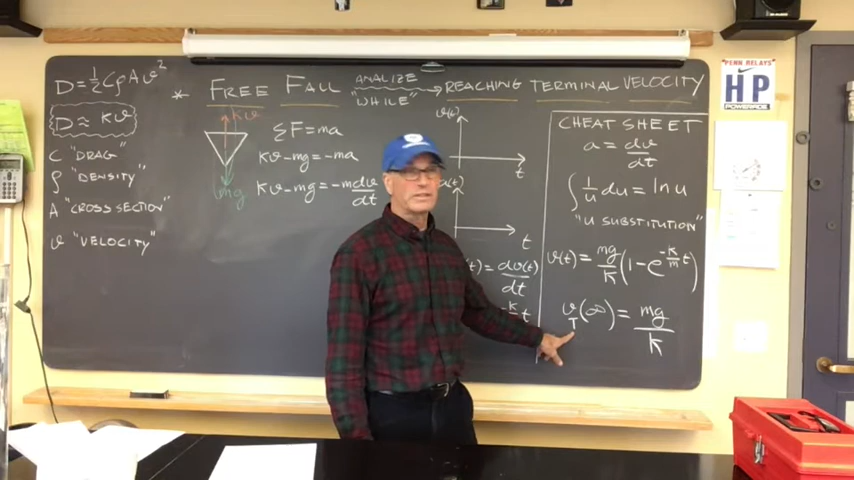 D = ½CρAv²
* FREE FALL ANALIZE "WHILE" → REACHING TERMINAL VELOCITY
D ≈ kv
C "DRAG"
ρ "DENSITY"
A "CROSS SECTION"
v "VELOCITY"
kv
mg
ΣF = ma
kv - mg = -ma
kv - mg = -m dv/dt
v(t)
t
a(t)
t
(t) = dv(t)/dt
k t
CHEAT SHEET
a = dv/dt
∫ 1/u du = ln u
"U SUBSTITUTION"
v(t) = mg/k (1 - e^(-k/m t))
v_T(∞) = mg/k
PENN RELAYS
HP